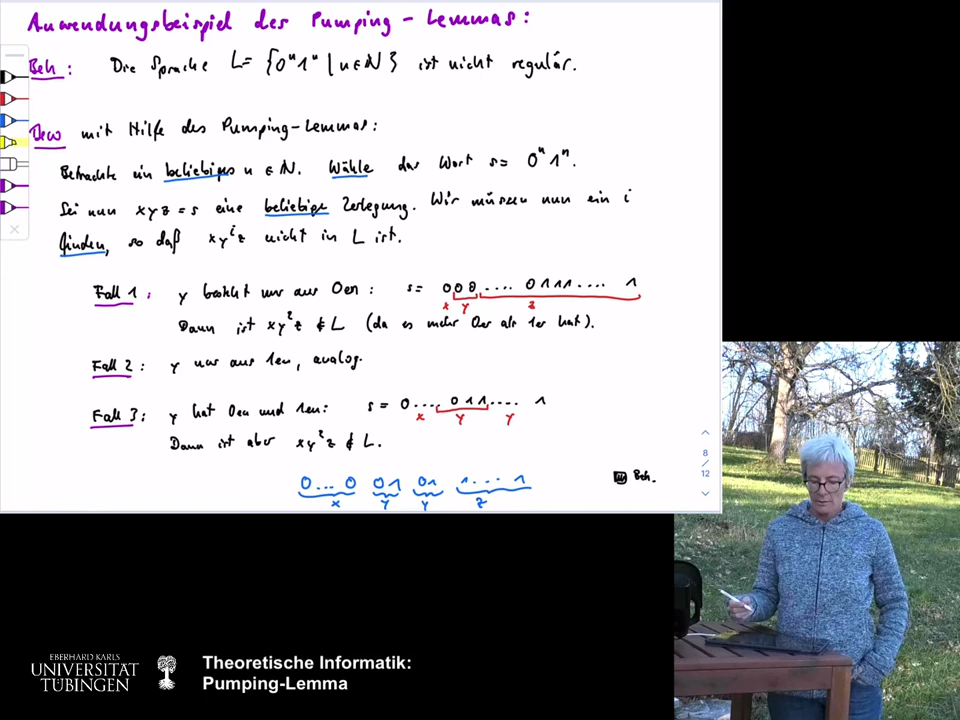 Anwendungsbeispiel des Pumping-Lemmas:
Beh: Die Sprache L = {0ⁿ1ⁿ | n ∈ ℕ} ist nicht regulär.
Bew mit Hilfe des Pumping-Lemmas:
Betrachte ein beliebiges n ∈ ℕ. Wähle das Wort s = 0ⁿ1ⁿ.
Sei nun xyz = s eine beliebige Zerlegung. Wir müssen nun ein i
finden, so daß xyⁱz nicht in L ist.
Fall 1: y besteht nur aus 0en: s = 000 .... 0111 .... 1
x y z
Dann ist xy²z ∉ L (da es mehr 0er als 1er hat).
Fall 2: y nur aus 1en, analog.
Fall 3: y hat 0en und 1en: s = 0 .... 011 .... 1
x y y
Dann ist aber xy²z ∉ L.
0 ... 0 01 01 1 .... 1
x y y z
Beh.
8
/
12
EBERHARD KARLS
UNIVERSITÄT
TÜBINGEN
Theoretische Informatik:
Pumping-Lemma